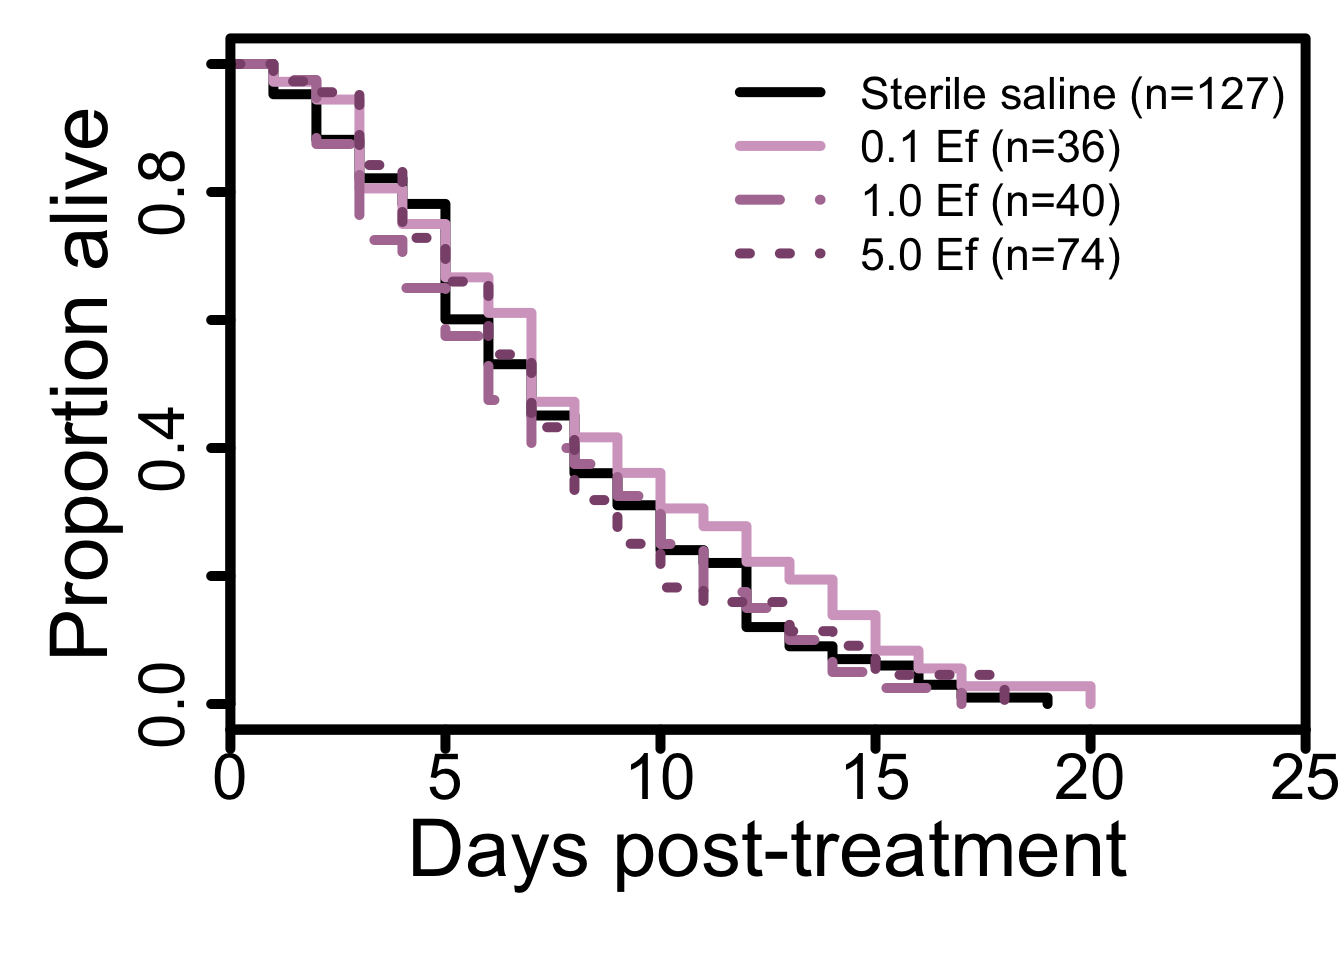 Sterile saline (n=127)
0.1 Ef (n=36)
1.0 Ef (n=40)
5.0 Ef (n=74)
Proportion alive
0.8
0.4
0.0
0 5 10 15 20 25
Days post-treatment